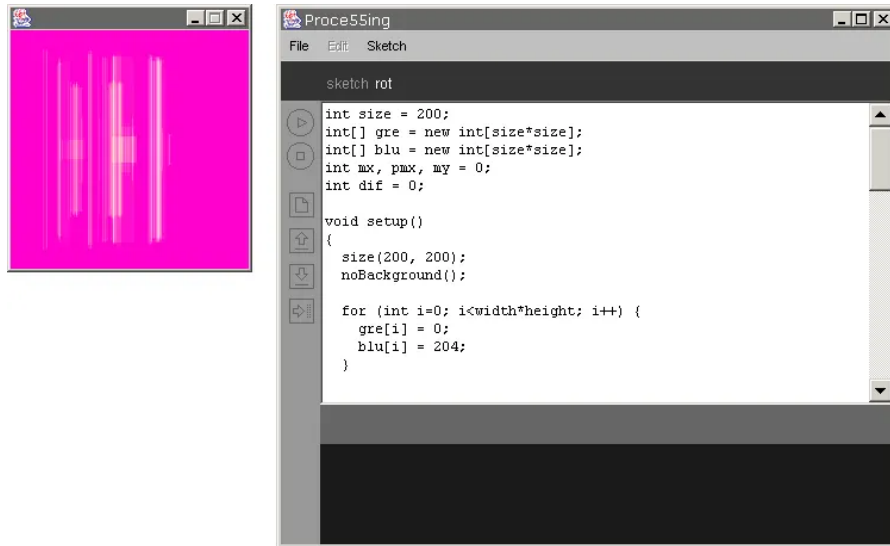 Proce55ing
File Edit Sketch
sketch rot
int size = 200;
int[] gre = new int[size*size];
int[] blu = new int[size*size];
int mx, pmx, my = 0;
int dif = 0;
void setup()
{
  size(200, 200);
  noBackground();
  for (int i=0; i<width*height; i++) {
    gre[i] = 0;
    blu[i] = 204;
  }